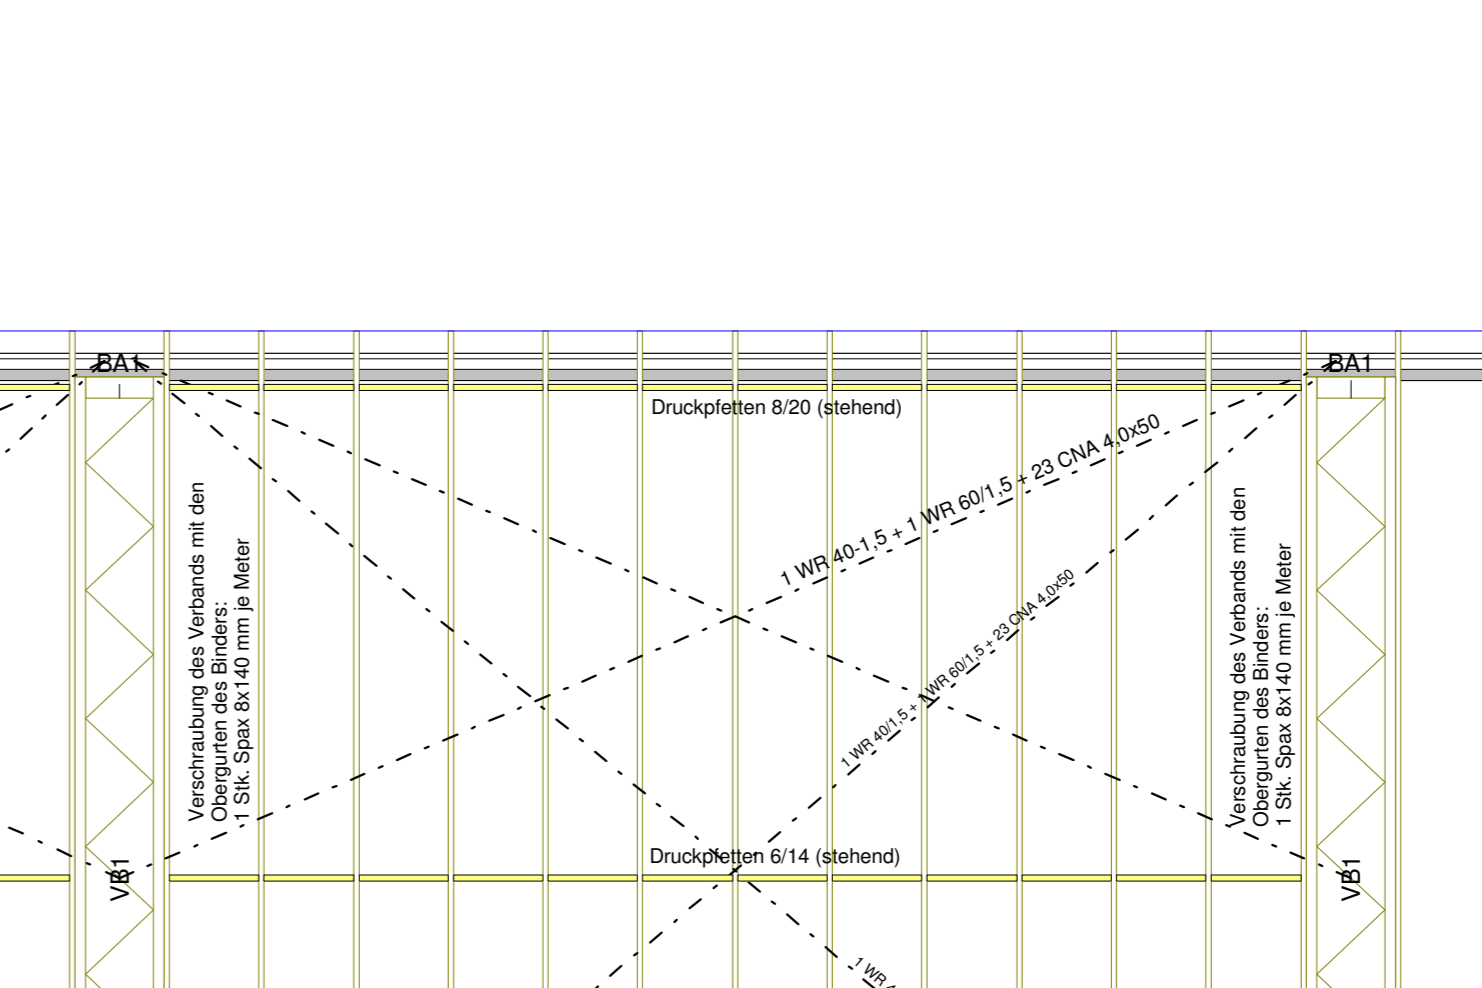 BA1
BA1
Druckpfetten 8/20 (stehend)
1 WR 40-1,5 + 1 WR 60/1,5 + 23 CNA 4,0x50
1 WR 40/1,5 + 1 WR 60/1,5 + 23 CNA 4,0x50
Verschraubung des Verbands mit den
Obergurten des Binders:
1 Stk. Spax 8x140 mm je Meter
Verschraubung des Verbands mit den
Obergurten des Binders:
1 Stk. Spax 8x140 mm je Meter
Druckpfetten 6/14 (stehend)
VB1
VB1
1 WR